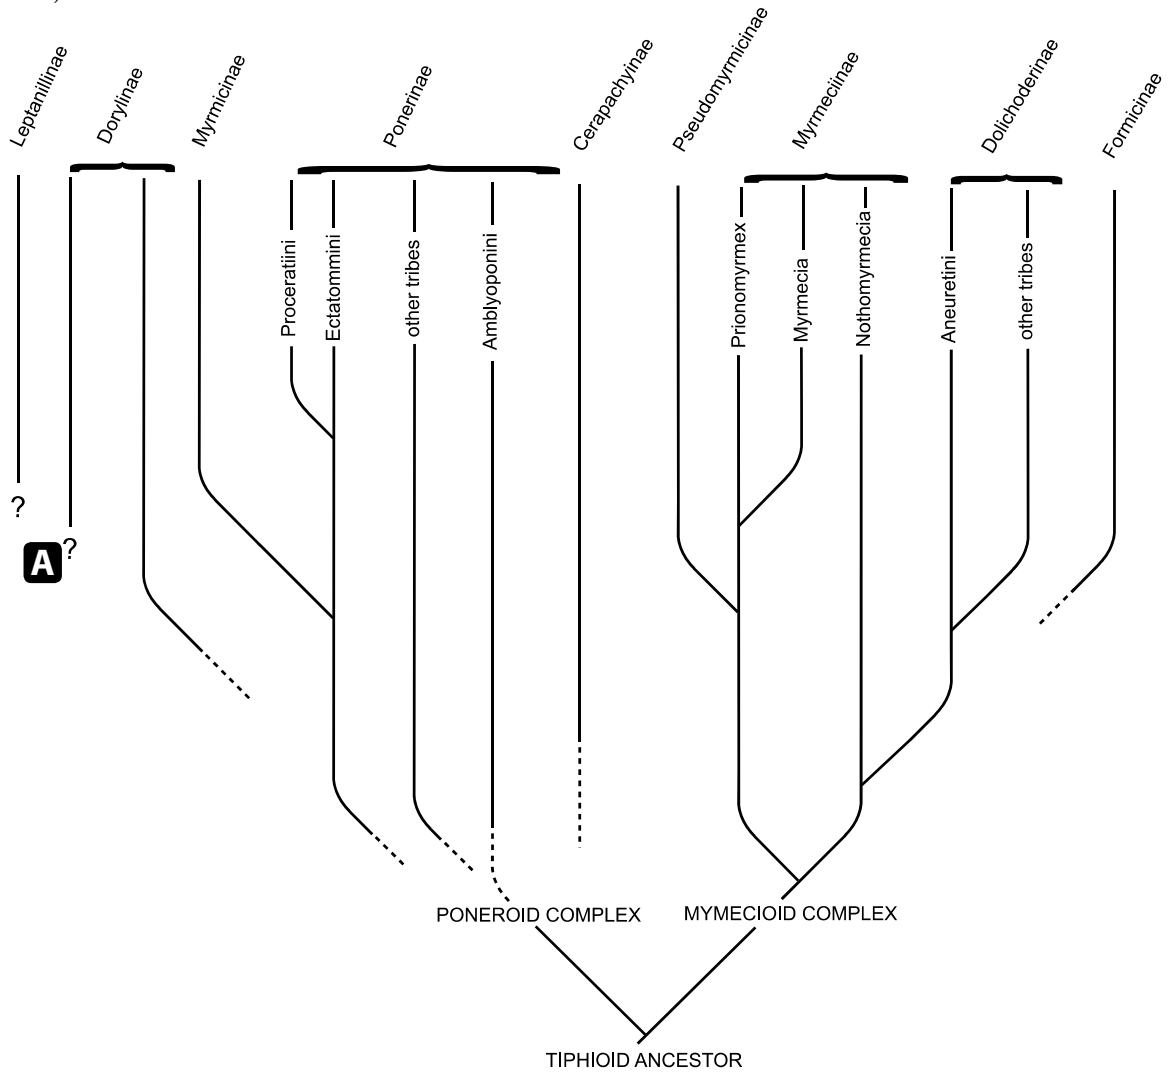 Leptanillinae
Dorylinae
Myrmicinae
Ponerinae
Cerapachyinae
Pseudomyrmicinae
Myrmeciinae
Dolichoderinae
Formicinae
Proceratiini
Ectatommini
other tribes
Amblyoponini
Prionomyrmex
Myrmecia
Nothomyrmecia
Aneuretini
other tribes
?
A ?
PONEROID COMPLEX
MYMECIOID COMPLEX
TIPHIOID ANCESTOR